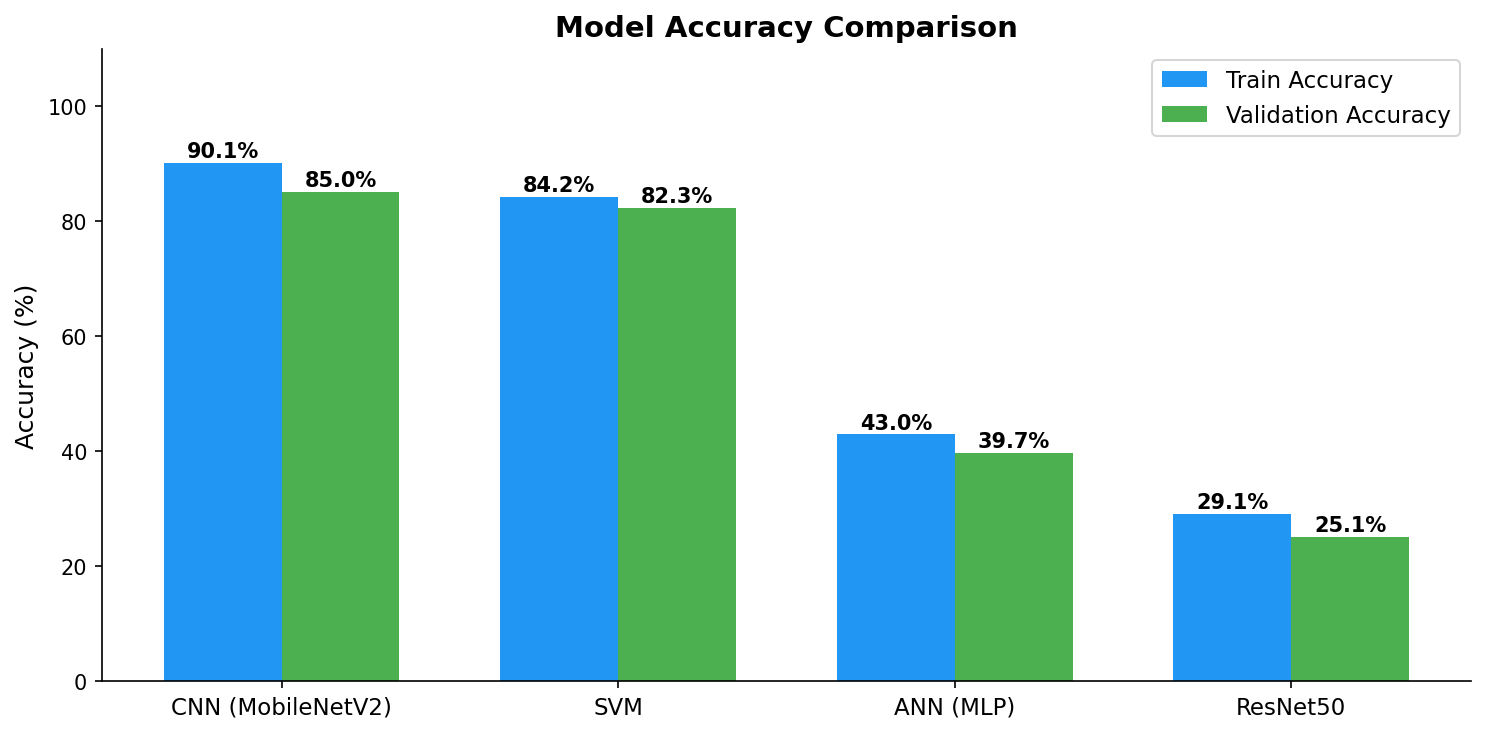 Model Accuracy Comparison
Train Accuracy
Validation Accuracy
Accuracy (%)
100
80
60
40
20
0
90.1%
85.0%
84.2%
82.3%
43.0%
39.7%
29.1%
25.1%
CNN (MobileNetV2)
SVM
ANN (MLP)
ResNet50